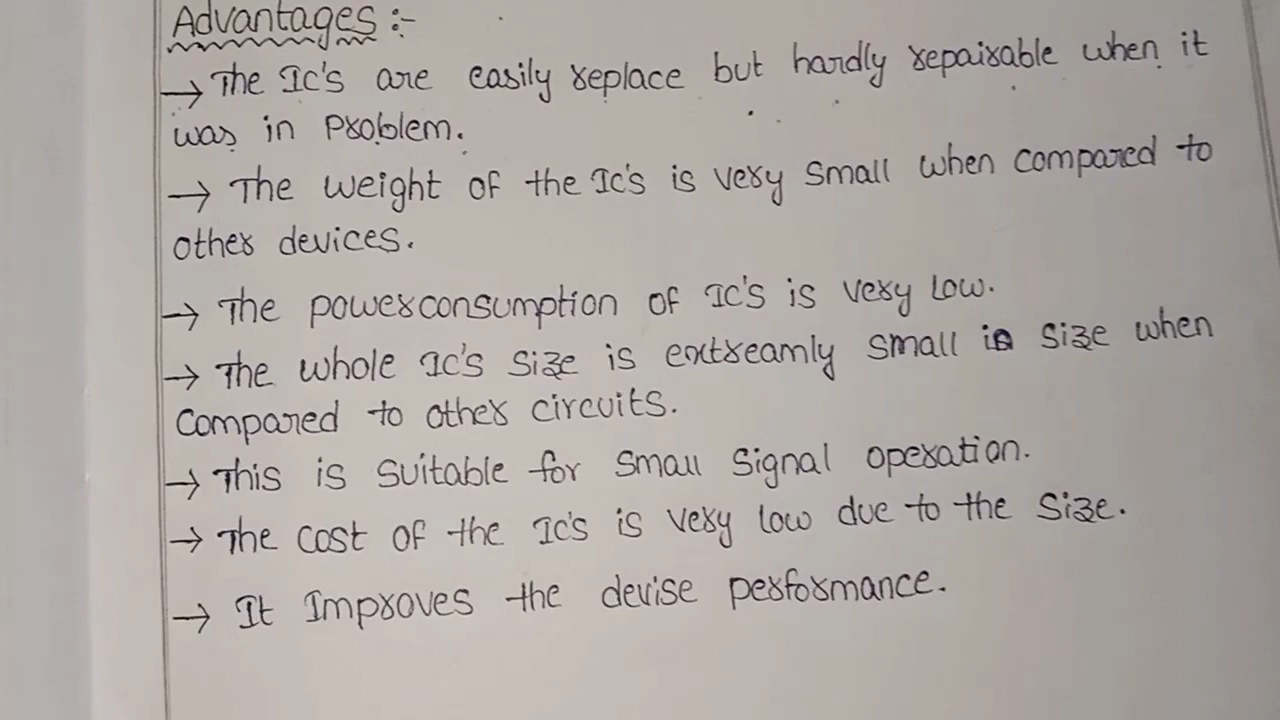 Advantages :-
→ The Ic's are easily replace but hardly repairable when it
was in Problem.
→ The weight of the Ic's is very small when compared to
other devices.
→ The powerconsumption of IC's is very low.
→ The whole IC's size is extreamly small in size when
Compared to other circuits.
→ This is suitable for small signal operation.
→ The cost of the Ic's is very low due to the size.
→ It Improves the devise performance.